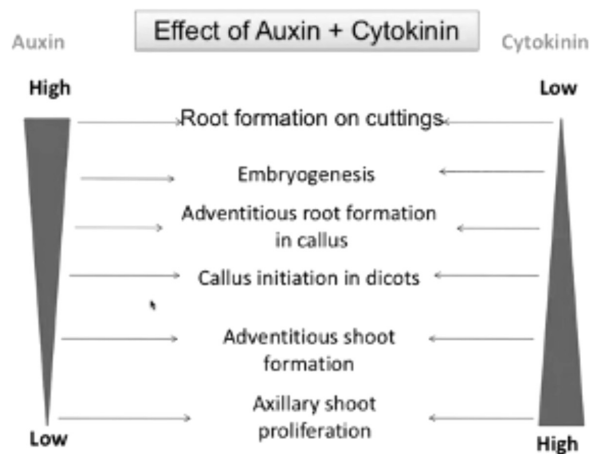 Effect of Auxin + Cytokinin
Auxin
Cytokinin
High
Low
Root formation on cuttings
Embryogenesis
Adventitious root formation
in callus
Callus initiation in dicots
Adventitious shoot
formation
Axillary shoot
proliferation
Low
High